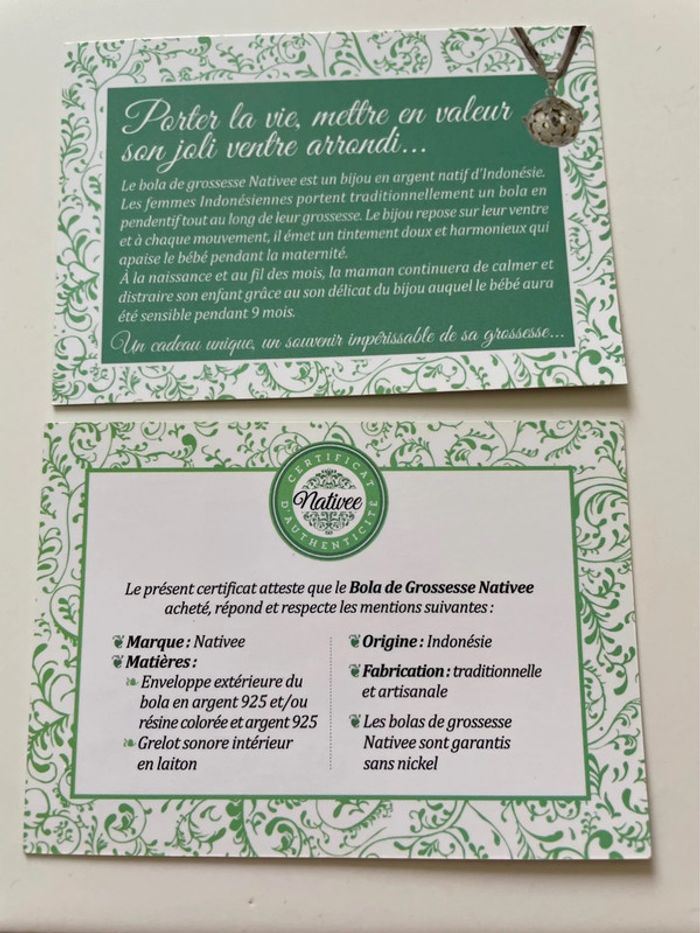 Porter la vie, mettre en valeur
son joli ventre arrondi...
Le bola de grossesse Nativee est un bijou en argent natif d'Indonésie.
Les femmes Indonésiennes portent traditionnellement un bola en
pendentif tout au long de leur grossesse. Le bijou repose sur leur ventre
et à chaque mouvement, il émet un tintement doux et harmonieux qui
apaise le bébé pendant la maternité.
À la naissance et au fil des mois, la maman continuera de calmer et
distraire son enfant grâce au son délicat du bijou auquel le bébé aura
été sensible pendant 9 mois.
Un cadeau unique, un souvenir impérissable de sa grossesse...
CERTIFICAT
Nativee
D'AUTHENTICITÉ
Le présent certificat atteste que le Bola de Grossesse Nativee
acheté, répond et respecte les mentions suivantes :
Marque : Nativee
Matières :
Enveloppe extérieure du
bola en argent 925 et/ou
résine colorée et argent 925
Grelot sonore intérieur
en laiton
Origine : Indonésie
Fabrication : traditionnelle
et artisanale
Les bolas de grossesse
Nativee sont garantis
sans nickel